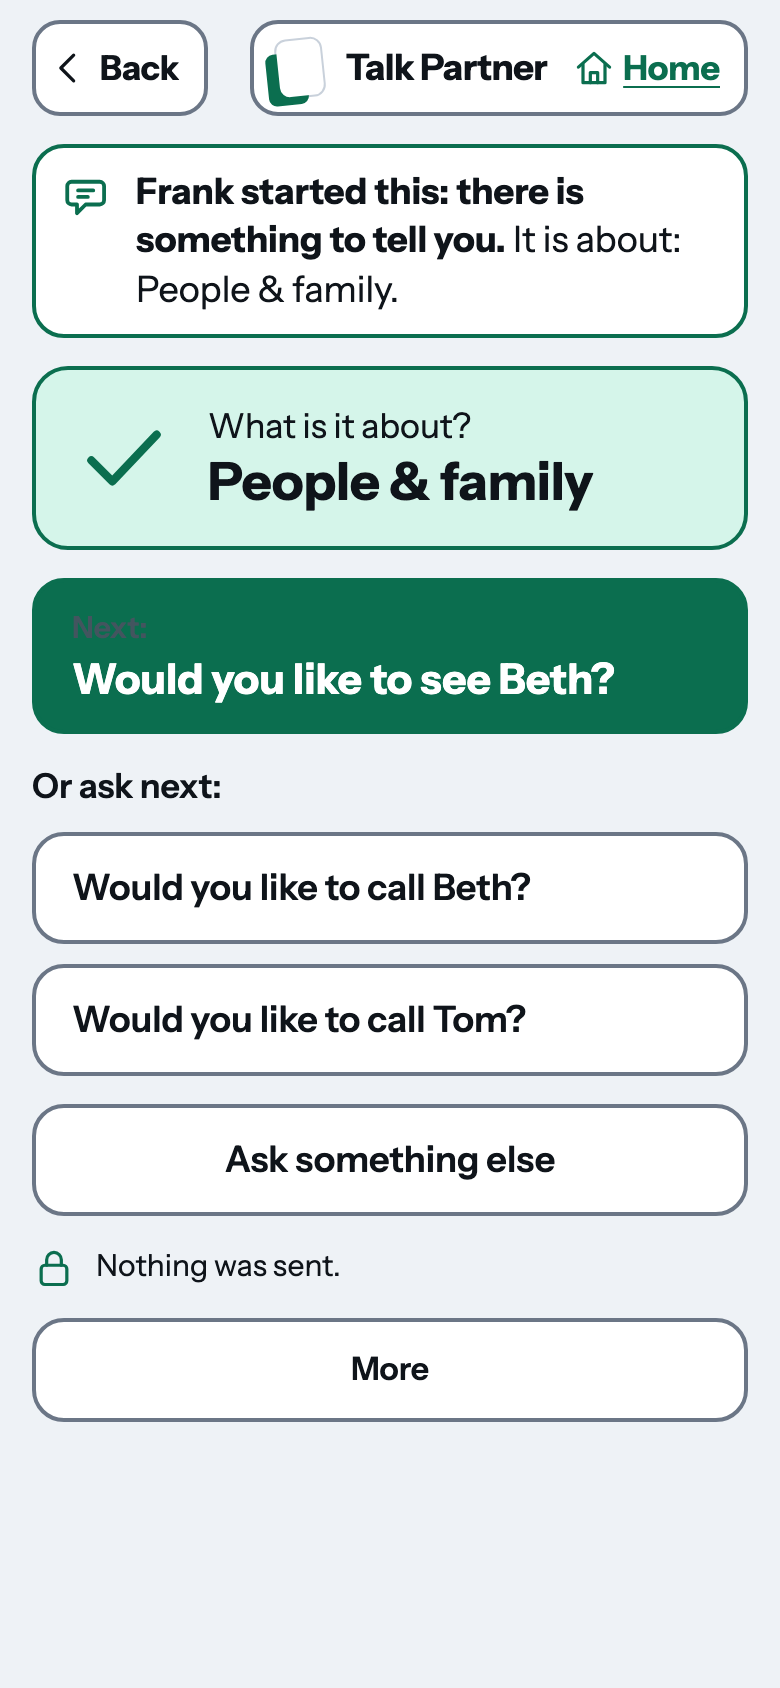 Back
Talk Partner
Home
Frank started this: there is
something to tell you. It is about:
People & family.
What is it about?
People & family
Next:
Would you like to see Beth?
Or ask next:
Would you like to call Beth?
Would you like to call Tom?
Ask something else
Nothing was sent.
More